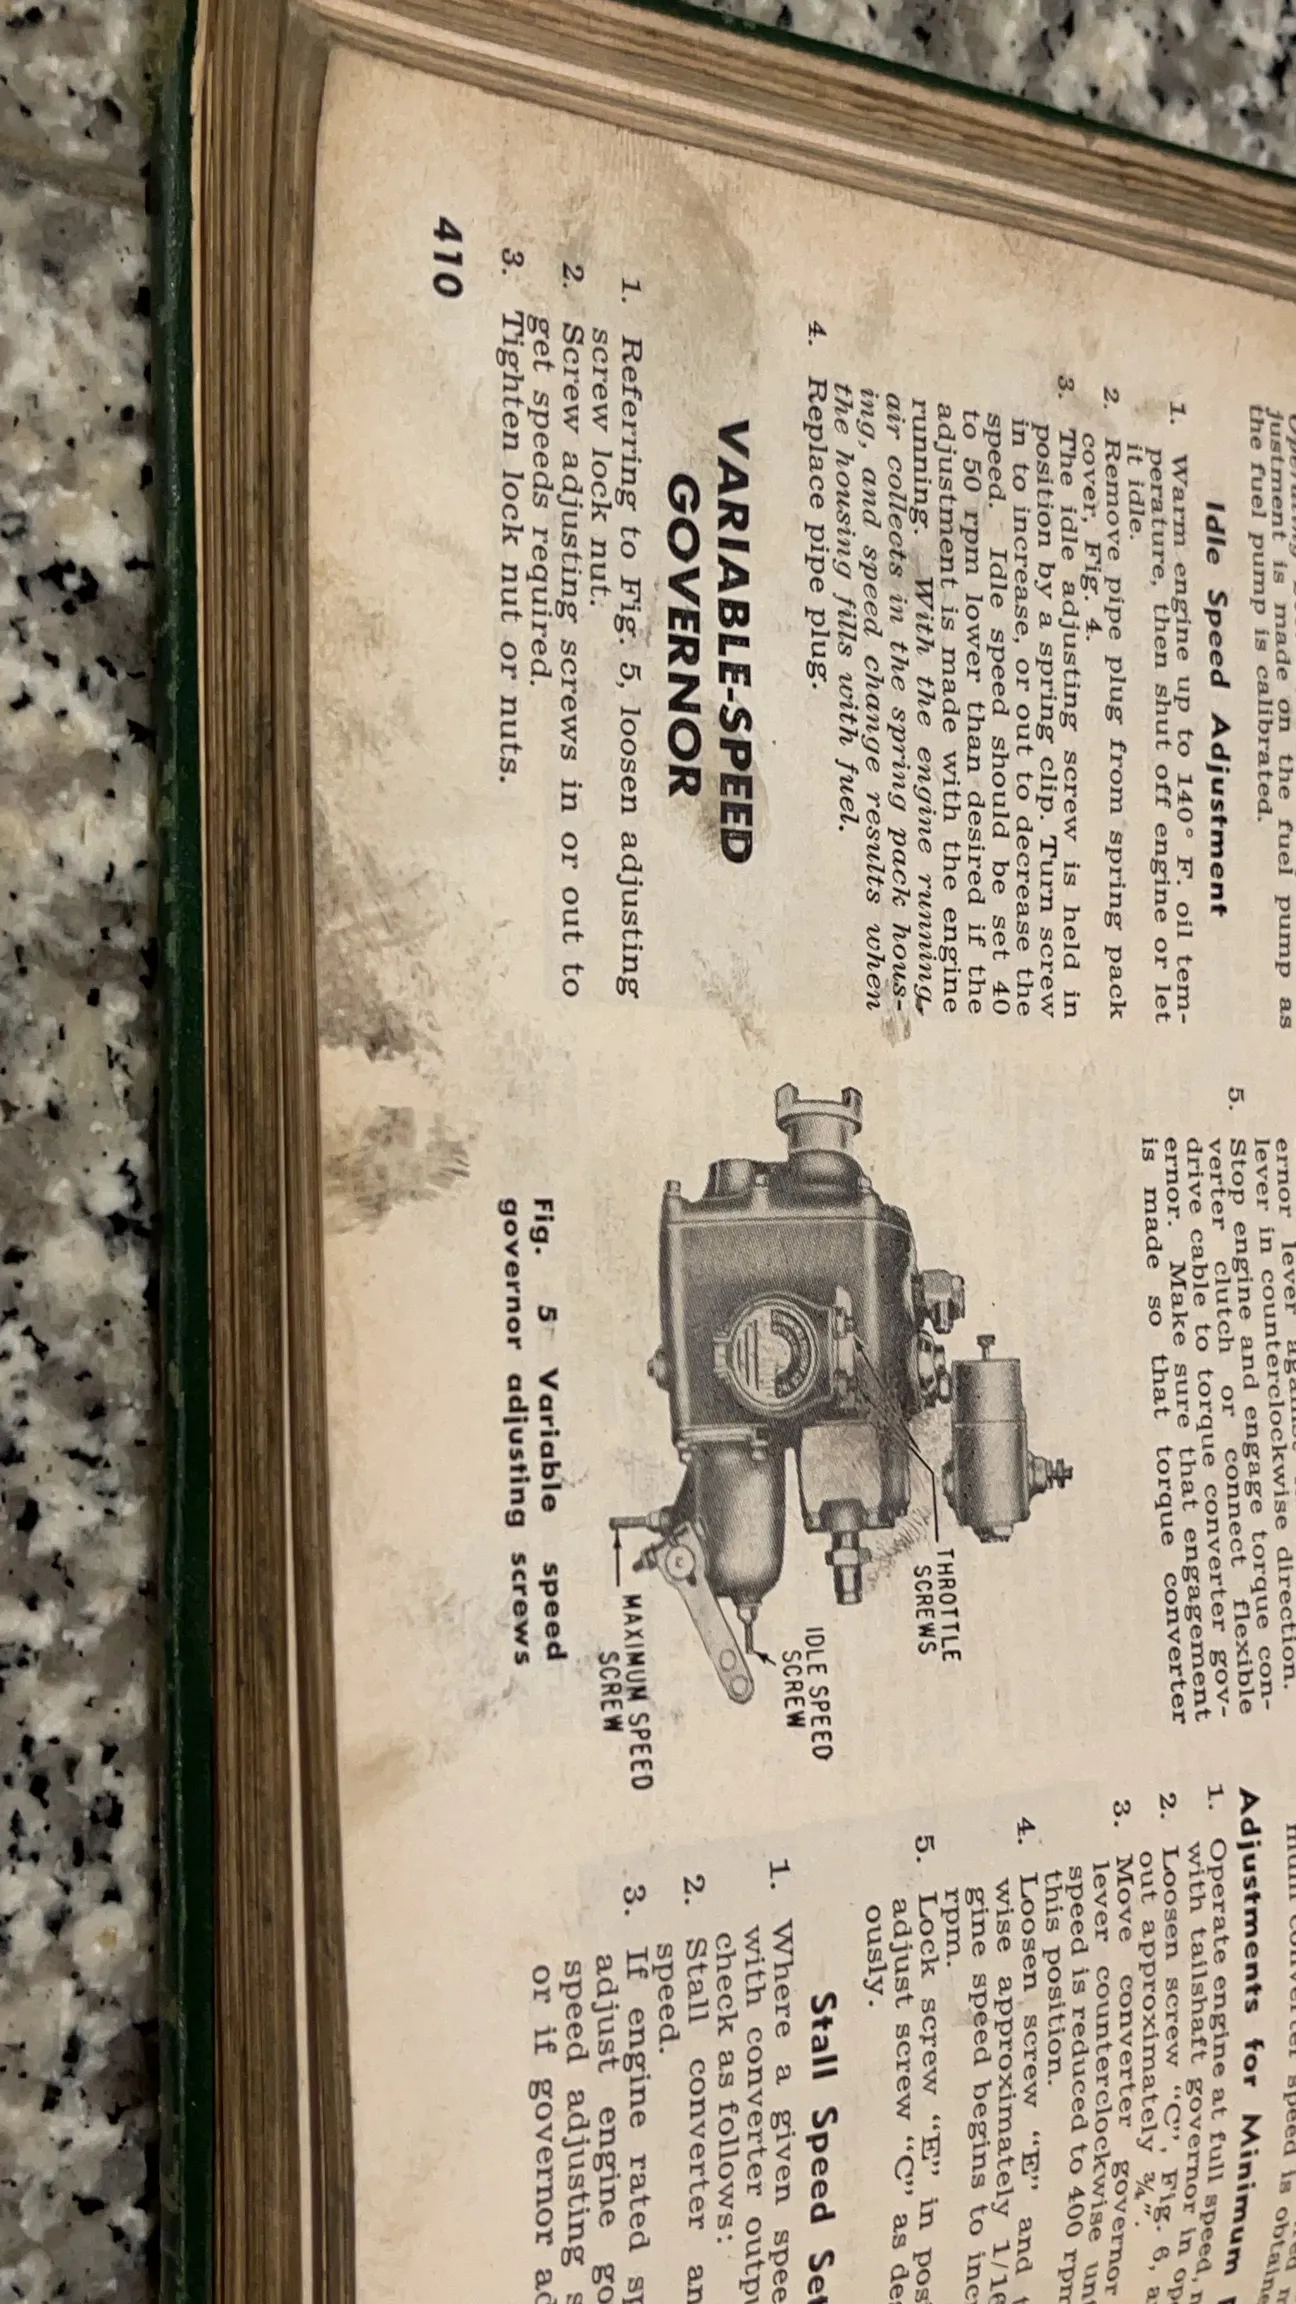 justment is made on the fuel pump as
the fuel pump is calibrated.
Idle Speed Adjustment
1. Warm engine up to 140° F. oil tem-
perature, then shut off engine or let
it idle.
2. Remove pipe plug from spring pack
cover, Fig. 4.
3. The idle adjusting screw is held in
position by a spring clip. Turn screw
in to increase, or out to decrease the
speed. Idle speed should be set 40
to 50 rpm lower than desired if the
adjustment is made with the engine
running. With the engine running,
air collects in the spring pack hous-
ing, and speed change results when
the housing fills with fuel.
4. Replace pipe plug.
VARIABLE-SPEED
GOVERNOR
1. Referring to Fig. 5, loosen adjusting
screw lock nut.
2. Screw adjusting screws in or out to
get speeds required.
3. Tighten lock nut or nuts.
410
ernor lever
lever in counterclockwise direction.
5. Stop engine and engage torque con-
verter clutch or connect flexible
drive cable to torque converter gov-
ernor. Make sure that engagement
is made so that torque converter
THROTTLE
SCREWS
IDLE SPEED
SCREW
MAXIMUM SPEED
SCREW
Fig. 5 Variable speed
governor adjusting screws
speed is
Adjustments for Minimum
1. Operate engine at full speed,
with tailshaft governor in
2. Loosen screw "C", Fig. 6,
out approximately ¾".
3. Move converter governor
lever counterclockwise
speed is reduced to 400 rpm
this position.
4. Loosen screw "E" and
wise approximately 1/16
gine speed begins to
rpm.
5. Lock screw "E" in
adjust screw "C" as
ously.
Stall Speed
1. Where a given
with converter
check as follows:
2. Stall converter
speed.
3. If engine rated
adjust engine
speed adjusting
or if governor